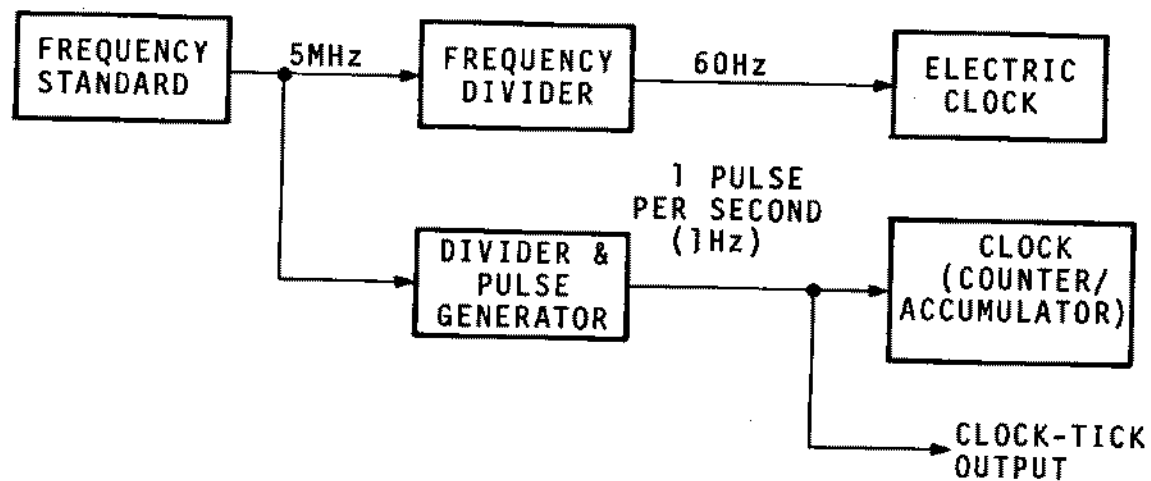 FREQUENCY
STANDARD
5MHz
FREQUENCY
DIVIDER
60Hz
ELECTRIC
CLOCK
DIVIDER &
PULSE
GENERATOR
1 PULSE
PER SECOND
(1Hz)
CLOCK
(COUNTER/
ACCUMULATOR)
CLOCK-TICK
OUTPUT